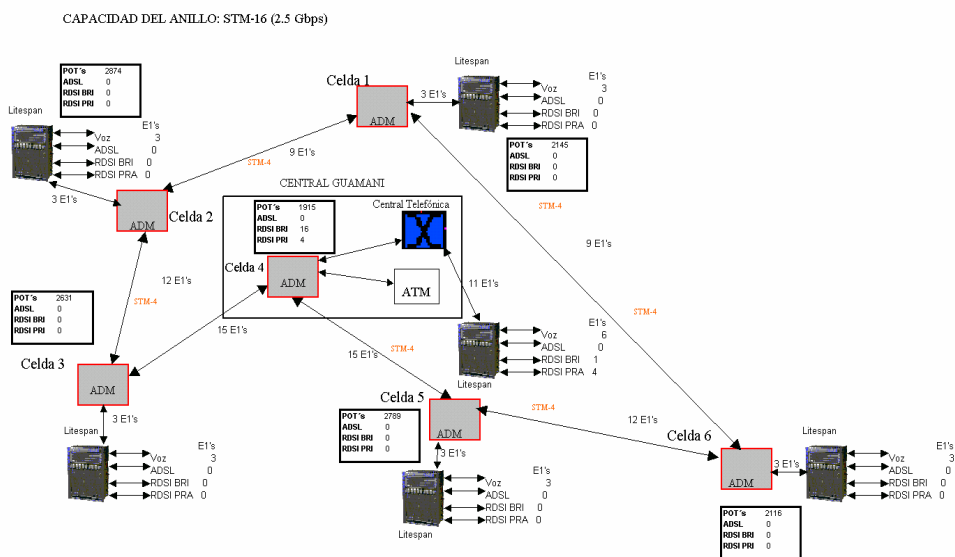 CAPACIDAD DEL ANILLO: STM-16 (2.5 Gbps)
POT´s 2874
ADSL 0
RDSI BRI 0
RDSI PRI 0
Litespan
E1's
Voz 3
ADSL 0
RDSI BRI 0
RDSI PRA 0
3 E1's
ADM
Celda 2
STM-4
9 E1's
Celda 1
ADM
3 E1's
Litespan
E1's
Voz 3
ADSL 0
RDSI BRI 0
RDSI PRA 0
POT´s 2145
ADSL 0
RDSI BRI 0
RDSI PRI 0
STM-4
9 E1's
STM-4
CENTRAL GUAMANI
POT´s 1915
ADSL 0
RDSI BRI 16
RDSI PRI 4
Central Telefónica
Celda 4
ADM
ATM
11 E1's
12 E1's
STM-4
15 E1's
POT´s 2631
ADSL 0
RDSI BRI 0
RDSI PRI 0
Celda 3
ADM
3 E1's
Litespan
E1's
Voz 3
ADSL 0
RDSI BRI 0
RDSI PRA 0
15 E1's
STM-4
E1's
Voz 6
ADSL 0
RDSI BRI 1
RDSI PRA 4
Litespan
Celda 5
ADM
POT´s 2789
ADSL 0
RDSI BRI 0
RDSI PRI 0
3 E1's
E1's
Voz 3
ADSL 0
RDSI BRI 0
RDSI PRA 0
Litespan
STM-4
12 E1's
Celda 6
ADM
3 E1's
Litespan
E1's
Voz 3
ADSL 0
RDSI BRI 0
RDSI PRA 0
POT´s 2116
ADSL 0
RDSI BRI 0
RDSI PRI 0